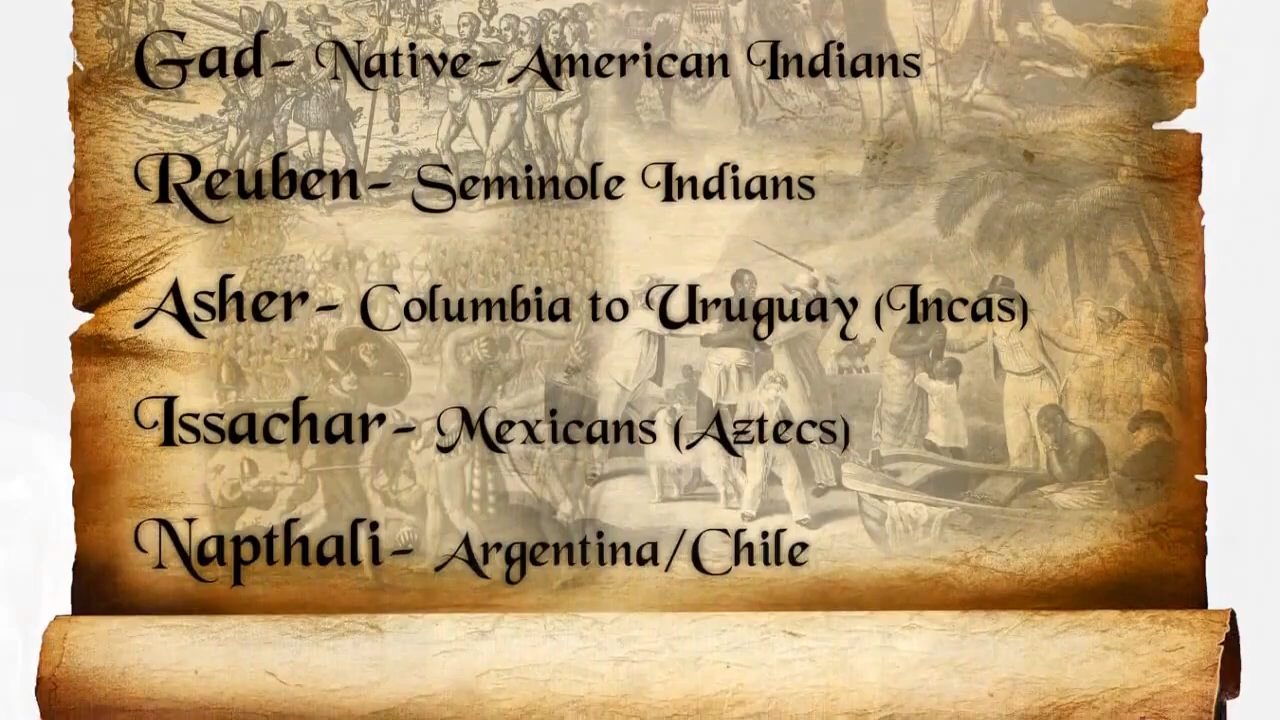 Gad- Native-American Indians
Reuben- Seminole Indians
Asher- Columbia to Uruguay (Incas)
Issachar- Mexicans (Aztecs)
Napthali- Argentina/Chile